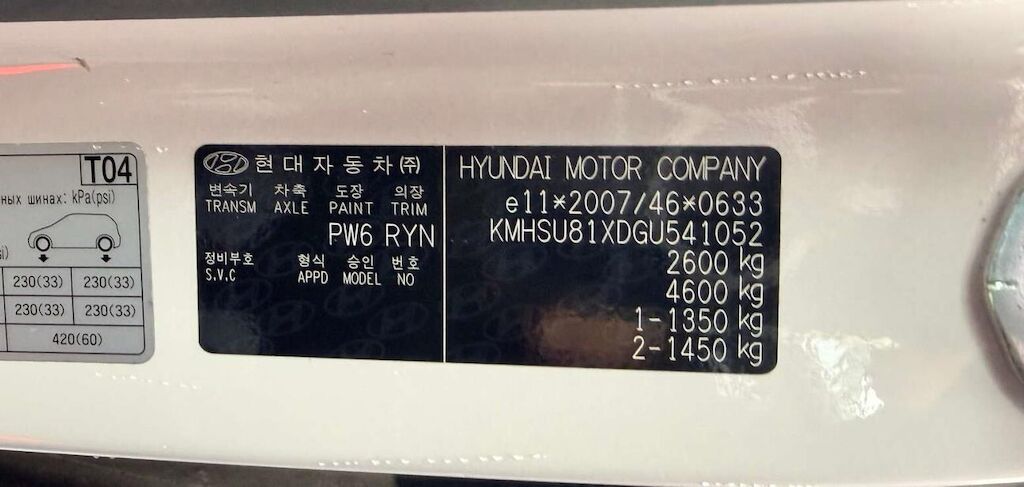 T04
ных шинах: kPa(psi)
si)
230(33) 230(33)
230(33) 230(33)
420(60)
현대자동차(주)
변속기 차축 도장 의장
TRANSM AXLE PAINT TRIM
PW6 RYN
정비부호 형식 승인 번호
S.V.C APPD MODEL NO
HYUNDAI MOTOR COMPANY
e11*2007/46*0633
KMHSU81XDGU541052
2600 kg
4600 kg
1-1350 kg
2-1450 kg